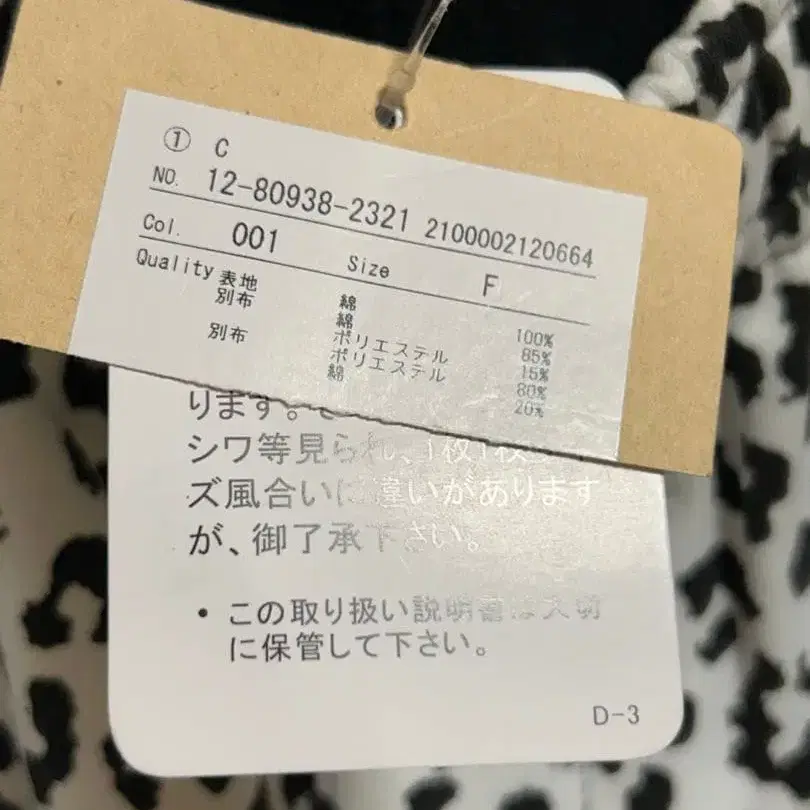 ① C
NO. 12-80938-2321 2100002120664
Col. 001 Size F
Quality 表地 綿 100%
別布 綿 85%
ポリエステル 15%
別布 ポリエステル 80%
綿 20%
ります。
シワ等見られ、1枚1枚
ズ風合いに違いがあります
が、御了承下さい。
• この取り扱い説明書は大切
に保管して下さい。
D-3